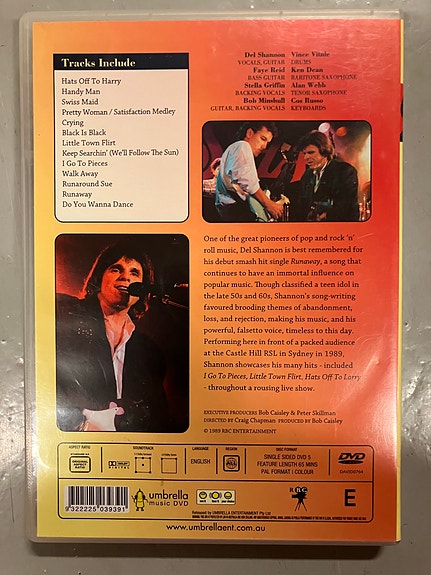 Tracks Include
Hats Off To Harry
Handy Man
Swiss Maid
Pretty Woman / Satisfaction Medley
Crying
Black Is Black
Little Town Flirt
Keep Searchin' (We'll Follow The Sun)
I Go To Pieces
Walk Away
Runaround Sue
Runaway
Do You Wanna Dance
Del Shannon
VOCALS, GUITAR
Faye Reid
BASS GUITAR
Stella Griffin
BACKING VOCALS
Bob Minshull
GUITAR, BACKING VOCALS
Vince Vitale
DRUMS
Ken Dean
BARITONE SAXOPHONE
Alan Webb
TENOR SAXOPHONE
Cos Russo
KEYBOARDS
One of the great pioneers of pop and rock 'n'
roll music, Del Shannon is best remembered for
his debut smash hit single Runaway, a song that
continues to have an immortal influence on
popular music. Though classified a teen idol in
the late 50s and 60s, Shannon's song-writing
favoured brooding themes of abandonment,
loss, and rejection, making his music, and his
powerful, falsetto voice, timeless to this day.
Performing here in front of a packed audience
at the Castle Hill RSL in Sydney in 1989,
Shannon showcases his many hits - included
I Go To Pieces, Little Town Flirt, Hats Off To Larry
- throughout a rousing live show.
EXECUTIVE PRODUCERS Bob Caisley & Peter Skillman
DIRECTED BY Craig Chapman PRODUCED BY Bob Caisley
© 1989 RBC ENTERTAINMENT
ASPECT RATIO
SOUNDTRACK
LANGUAGE
ENGLISH
REGION
ALL
DISC FORMAT
SINGLE SIDED DVD 5
FEATURE LENGTH 65 MINS
PAL FORMAT | COLOUR
DVD
9 322225 039391
umbrella
music DVD
E
www.umbrellaent.com.au